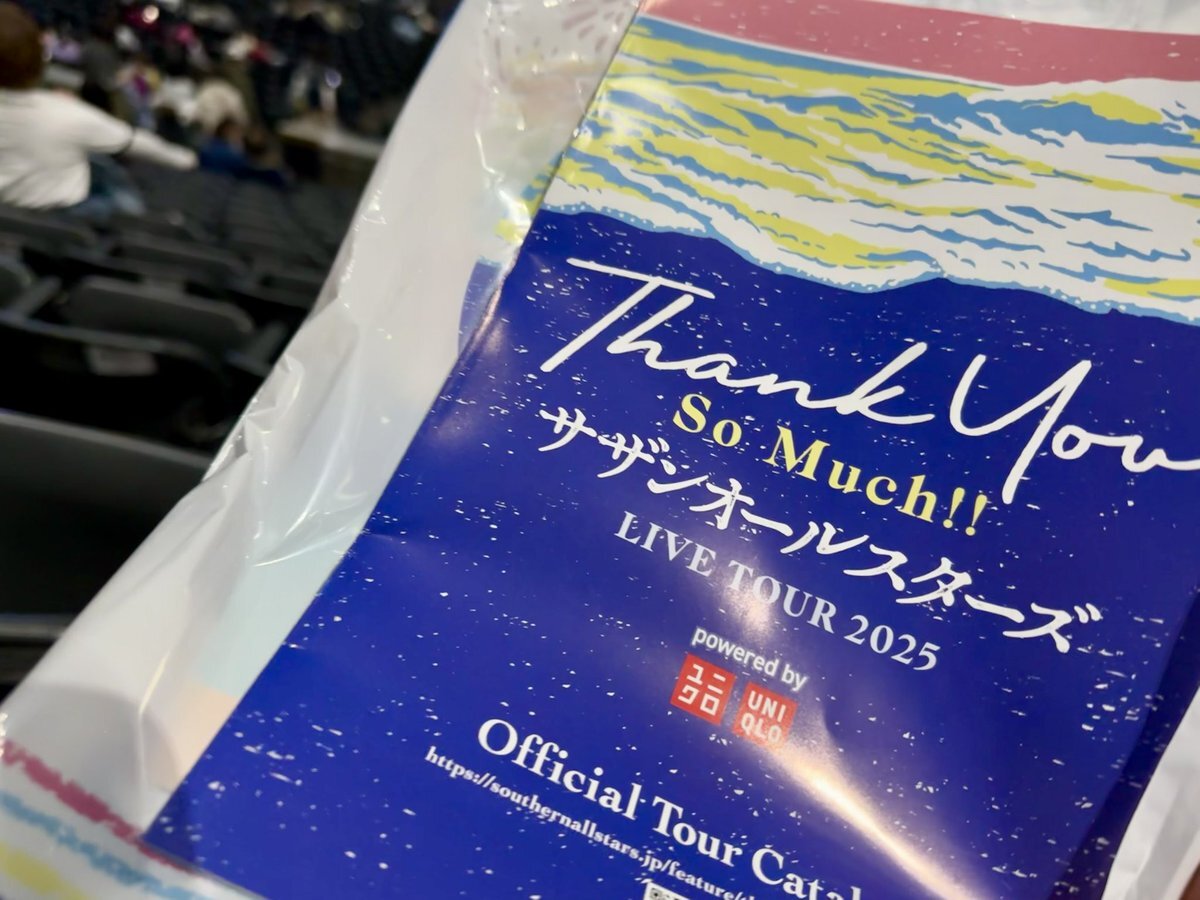 Thank You
So Much!!
サザンオールスターズ
LIVE TOUR 2025
powered by
ユニクロ
UNIQLO
Official Tour Catal
https://southernallstars.jp/feature/